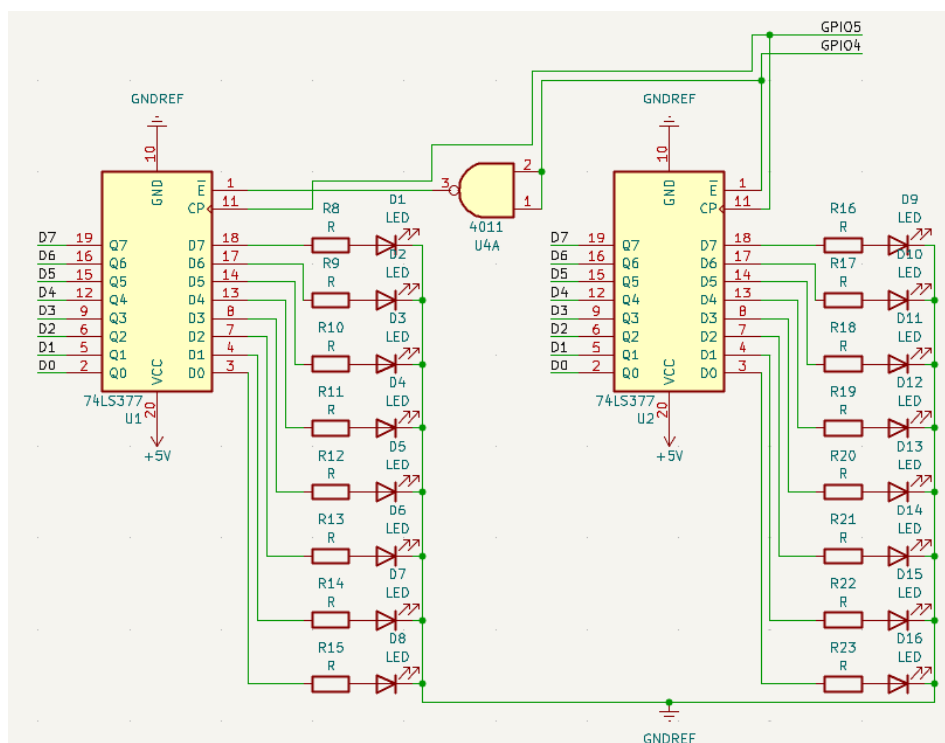 GPIO5
GPIO4
GNDREF
GNDREF
10
10
GND
GND
E
1
CP
11
3
2
1
4011
U4A
E
1
CP
11
D7 19 Q7 D7 18
D6 16 Q6 D6 17
D5 15 Q5 D5 14
D4 12 Q4 D4 13
D3 9 Q3 D3 8
D2 6 Q2 D2 7
D1 5 Q1 D1 4
D0 2 Q0 D0 3
VCC
20
74LS377
U1
+5V
R8
R
D1
LED
R9
R
D2
LED
R10
R
D3
LED
R11
R
D4
LED
R12
R
D5
LED
R13
R
D6
LED
R14
R
D7
LED
R15
R
D8
LED
D7 19 Q7 D7 18
D6 16 Q6 D6 17
D5 15 Q5 D5 14
D4 12 Q4 D4 13
D3 9 Q3 D3 8
D2 6 Q2 D2 7
D1 5 Q1 D1 4
D0 2 Q0 D0 3
VCC
20
74LS377
U2
+5V
R16
R
D9
LED
R17
R
D10
LED
R18
R
D11
LED
R19
R
D12
LED
R20
R
D13
LED
R21
R
D14
LED
R22
R
D15
LED
R23
R
D16
LED
GNDREF